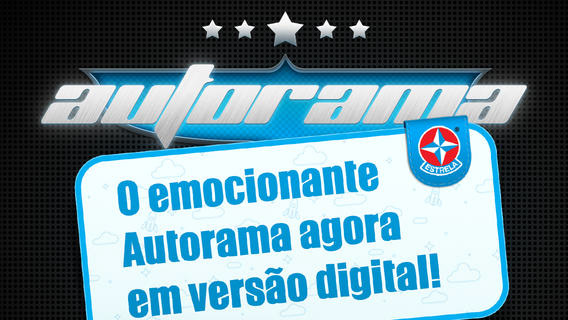 autorama
ESTRELA
O emocionante
Autorama agora
em versão digital!